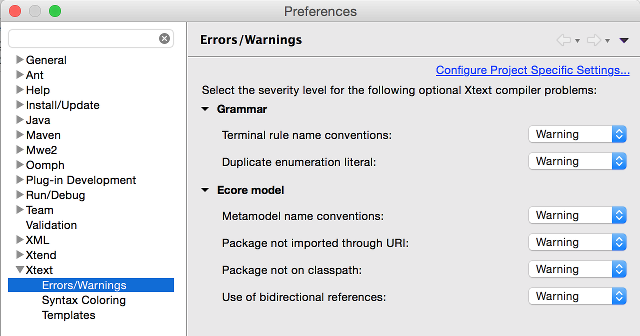 Preferences
Errors/Warnings
Configure Project Specific Settings...
Select the severity level for the following optional Xtext compiler problems:
General
Ant
Help
Install/Update
Java
Maven
Mwe2
Oomph
Plug-in Development
Run/Debug
Team
Validation
XML
Xtend
Xtext
Errors/Warnings
Syntax Coloring
Templates
Grammar
Terminal rule name conventions: Warning
Duplicate enumeration literal: Warning
Ecore model
Metamodel name conventions: Warning
Package not imported through URI: Warning
Package not on classpath: Warning
Use of bidirectional references: Warning